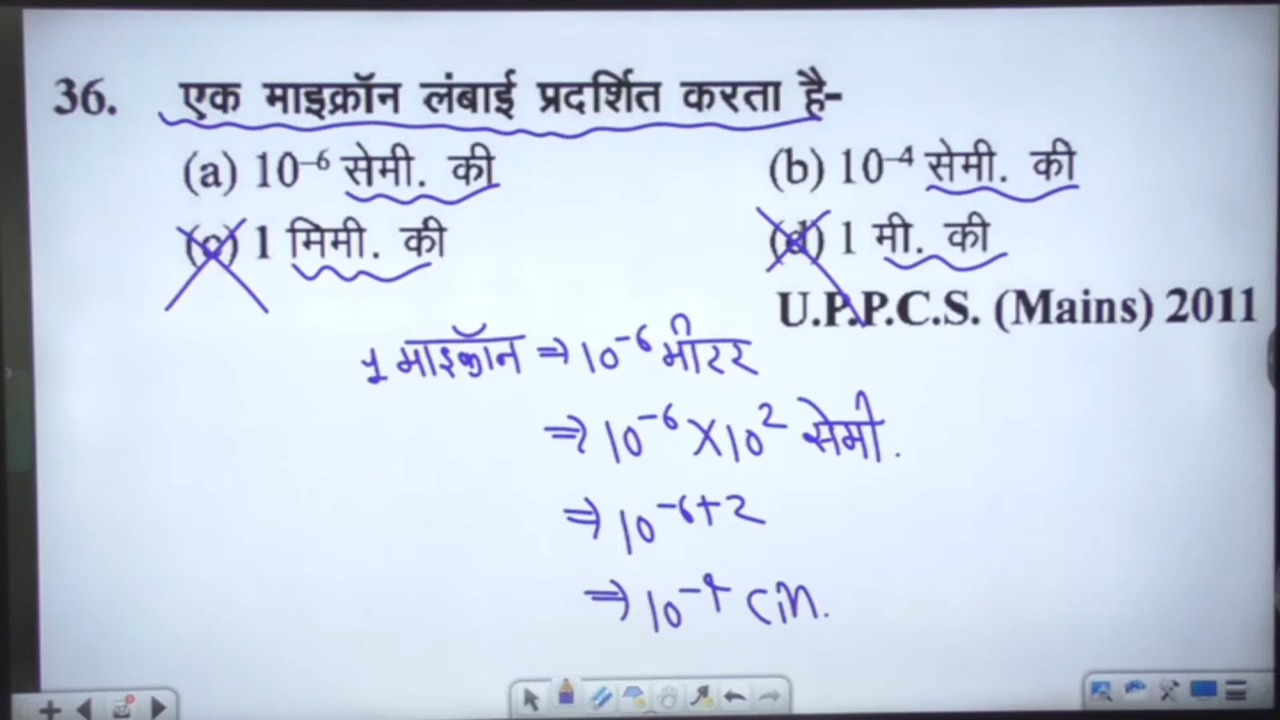 36. एक माइक्रॉन लंबाई प्रदर्शित करता है-
(a) 10⁻⁶ सेमी. की (b) 10⁻⁴ सेमी. की
(c) 1 मिमी. की (d) 1 मी. की
U.P.P.C.S. (Mains) 2011
1 माइक्रॉन ⇒ 10⁻⁶ मीटर
⇒ 10⁻⁶ X 10² सेमी.
⇒ 10⁻⁶⁺²
⇒ 10⁻⁴ cm.